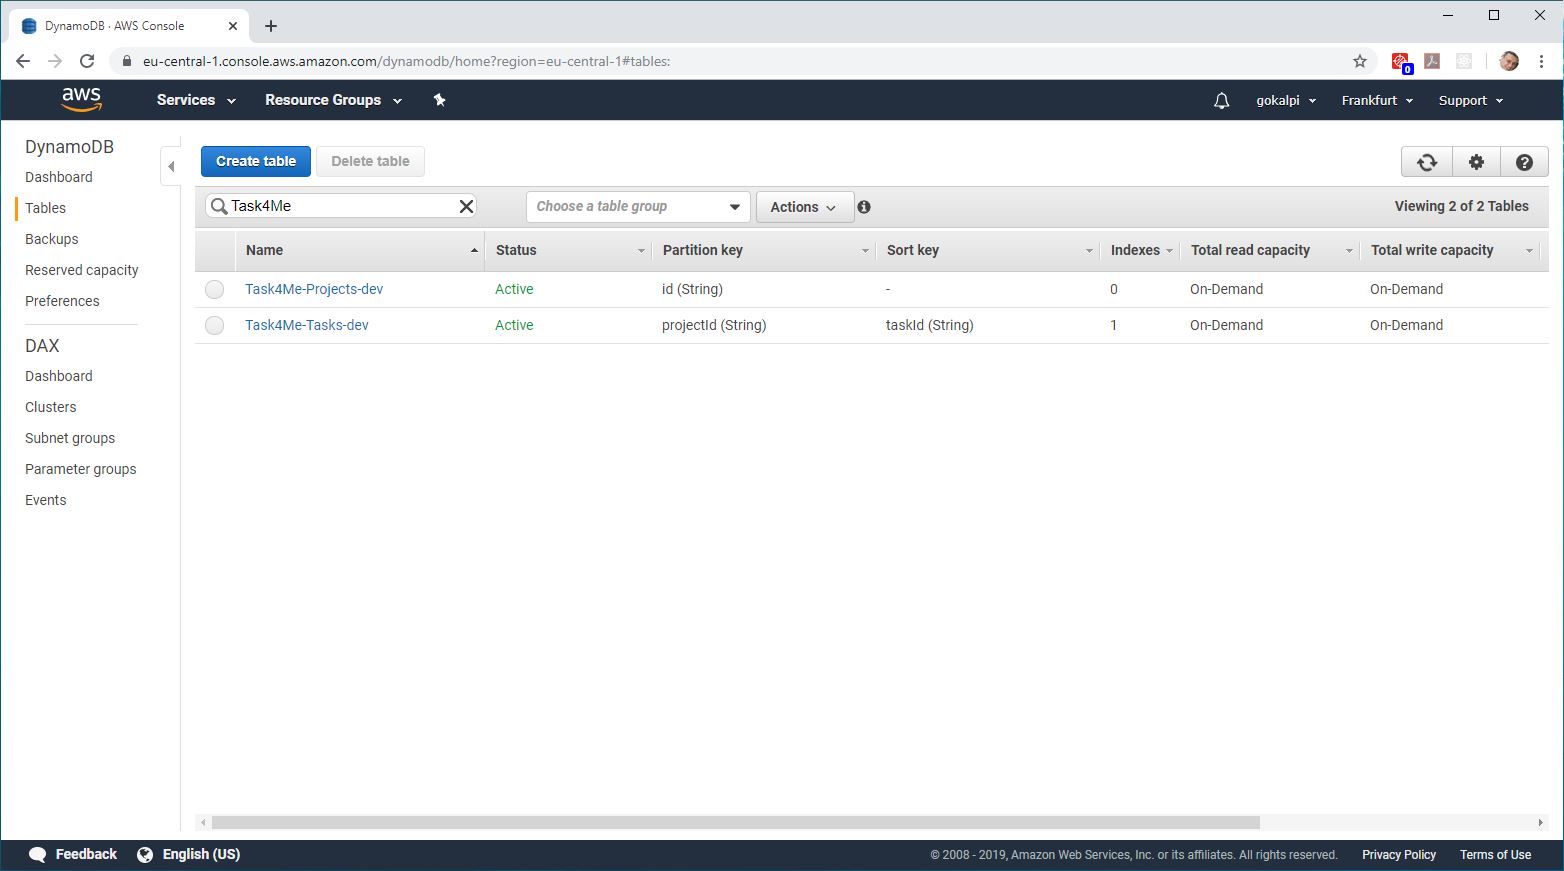 DynamoDB · AWS Console
eu-central-1.console.aws.amazon.com/dynamodb/home?region=eu-central-1#tables:
0
aws Services Resource Groups gokalpi Frankfurt Support
DynamoDB
Dashboard
Tables
Backups
Reserved capacity
Preferences
DAX
Dashboard
Clusters
Subnet groups
Parameter groups
Events
Create table Delete table
Task4Me Choose a table group Actions Viewing 2 of 2 Tables
Name Status Partition key Sort key Indexes Total read capacity Total write capacity
Task4Me-Projects-dev Active id (String) - 0 On-Demand On-Demand
Task4Me-Tasks-dev Active projectId (String) taskId (String) 1 On-Demand On-Demand
Feedback English (US) © 2008 - 2019, Amazon Web Services, Inc. or its affiliates. All rights reserved. Privacy Policy Terms of Use